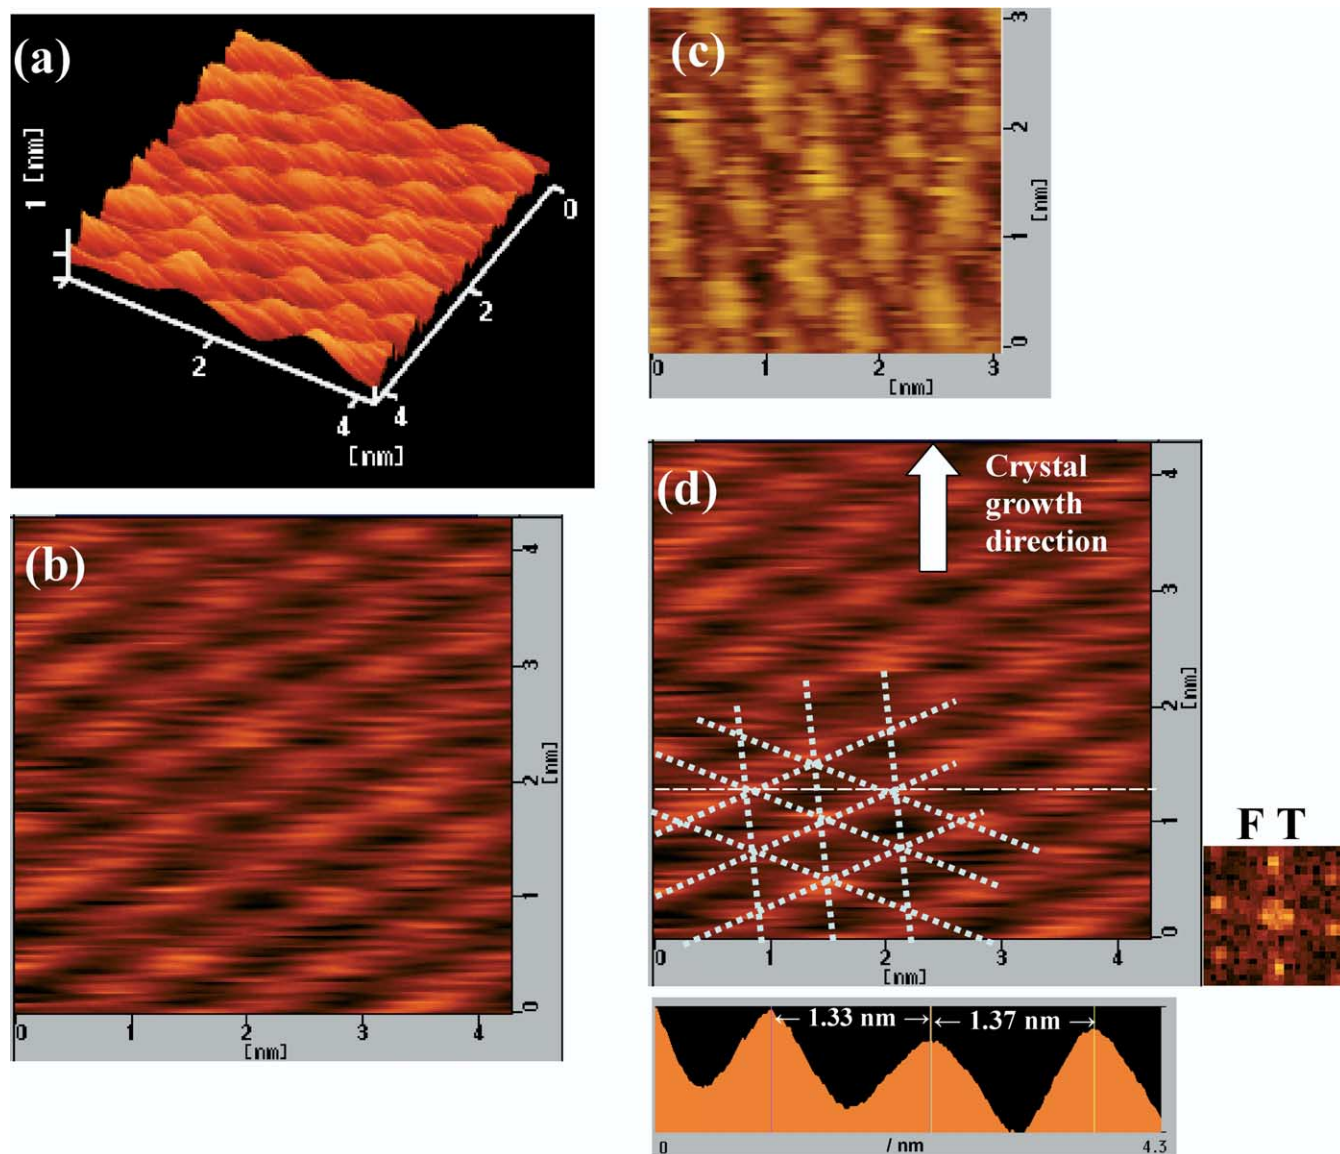 (a)
1 [nm]
0
2
2
4
4
[nm]
(c)
3
2
[nm]
1
0
0 1 2 3
[nm]
(b)
4
3
[nm]
2
1
0
0 1 2 3 4
[nm]
(d)
Crystal
growth
direction
4
3
2
[nm]
1
0
0 1 2 3 4
[nm]
F T
1.33 nm
1.37 nm
0 / nm 4.3